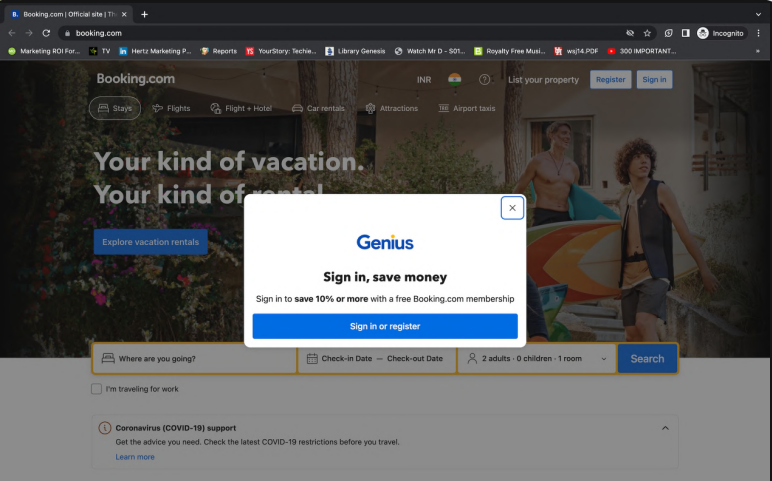 B. Booking.com | Official site | Th
booking.com
Incognito
Marketing ROI For...
TV
Hertz Marketing P...
Reports
YourStory: Techie...
Library Genesis
Watch Mr D - S01...
Royalty Free Musi...
wsj14.PDF
300 IMPORTANT...
Booking.com
INR
List your property
Register
Sign in
Stays
Flights
Flight + Hotel
Car rentals
Attractions
Airport taxis
Your kind of vacation.
Your kind of rental
Explore vacation rentals
Genius
Sign in, save money
Sign in to save 10% or more with a free Booking.com membership
Sign in or register
Where are you going?
Check-in Date — Check-out Date
2 adults · 0 children · 1 room
Search
I'm traveling for work
Coronavirus (COVID-19) support
Get the advice you need. Check the latest COVID-19 restrictions before you travel.
Learn more